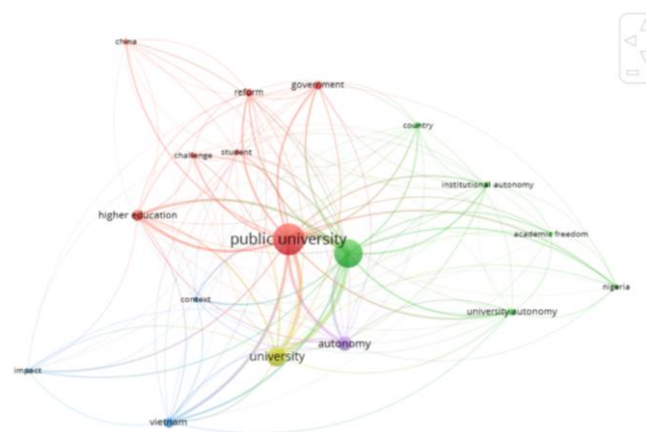 china
reform
government
country
challenge
student
institutional autonomy
higher education
public university
academic freedom
nigeria
context
university autonomy
autonomy
university
impact
vietnam